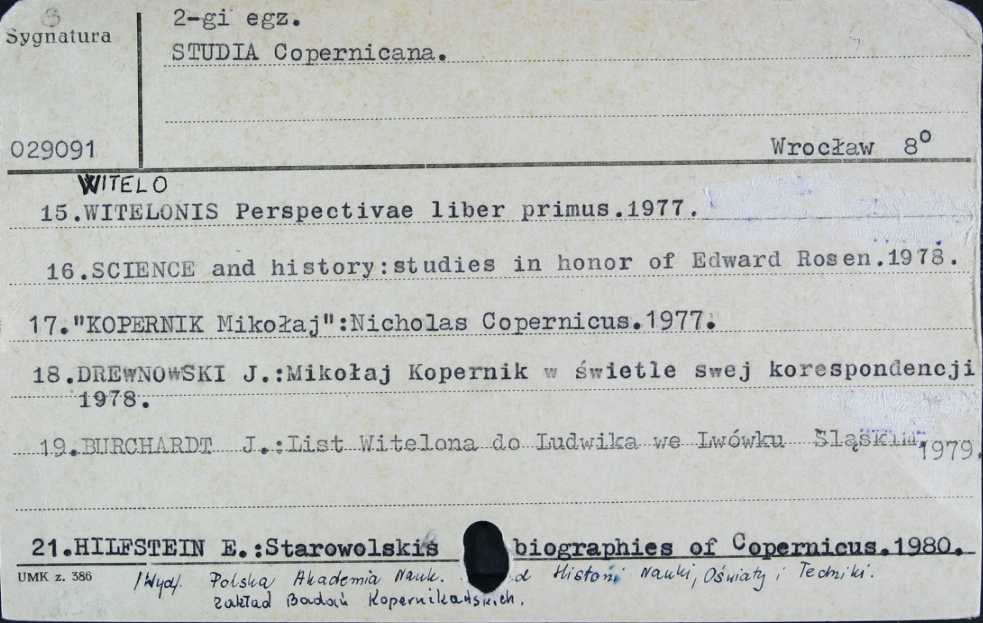 2-gi egz.
Sygnatura
STUDIA Copernicana.
029091
Wrocław 8°
WITELO
15.WITELONIS Perspectivae liber primus.1977.
16.SCIENCE and history:studies in honor of Edward Rosen.1978.
17."KOPERNIK Mikołaj":Nicholas Copernicus.1977.
18.DREWNOWSKI J.:Mikołaj Kopernik w świetle swej korespondencji
1978.
19.BURCHARDT J.:List Witelona do Ludwika we Lwówku Śląskim.1979.
21.HILFSTEIN E.:Starowolskis biographies of Copernicus.1980.
UMK z. 386
/Wyd/. Polska Akademia Nauk. Historii Nauki, Oświaty i Techniki.
Zakład Badań Kopernikańskich.